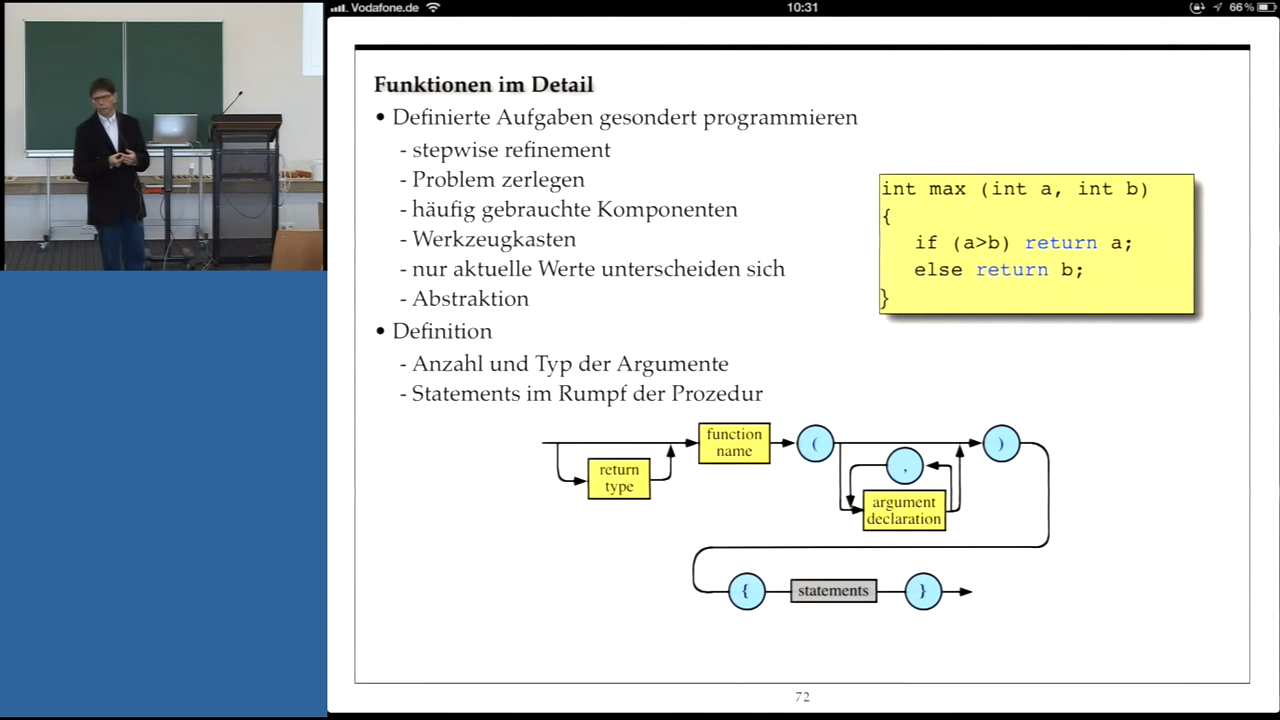 Vodafone.de
10:31
66 %
Funktionen im Detail
• Definierte Aufgaben gesondert programmieren
- stepwise refinement
- Problem zerlegen
- häufig gebrauchte Komponenten
- Werkzeugkasten
- nur aktuelle Werte unterscheiden sich
- Abstraktion
• Definition
- Anzahl und Typ der Argumente
- Statements im Rumpf der Prozedur
int max (int a, int b)
{
if (a>b) return a;
else return b;
}
function
name
(
)
return
type
,
argument
declaration
{
statements
}
72